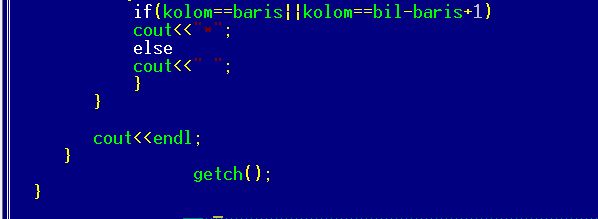 if(kolom==baris||kolom==bil-baris+1)
cout<<"*";
else
cout<<" ";
}
}
cout<<endl;
}
getch();
}